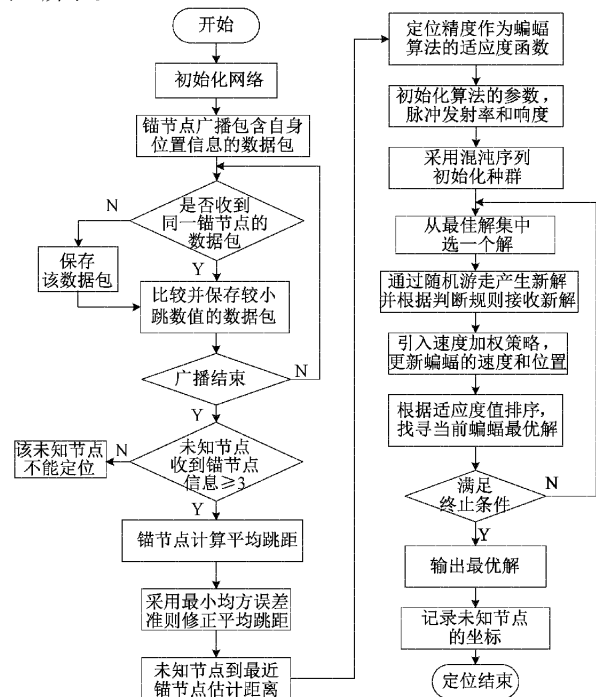 开始
初始化网络
锚节点广播包含自身
位置信息的数据包
是否收到
同一锚节点的
数据包
N
保存
该数据包
Y
比较并保存较小
跳数值的数据包
广播结束
N
Y
未知节点
收到锚节点
信息≥3
N
该未知节点
不能定位
Y
锚节点计算平均跳距
采用最小均方误差
准则修正平均跳距
未知节点到最近
锚节点估计距离
定位精度作为蝙蝠
算法的适应度函数
初始化算法的参数，
脉冲发射率和响度
采用混沌序列
初始化种群
从最佳解集中
选一个解
通过随机游走产生新解
并根据判断规则接收新解
引入速度加权策略，
更新蝙蝠的速度和位置
根据适应度值排序，
找寻当前蝙蝠最优解
满足
终止条件
N
Y
输出最优解
记录未知节点
的坐标
定位结束